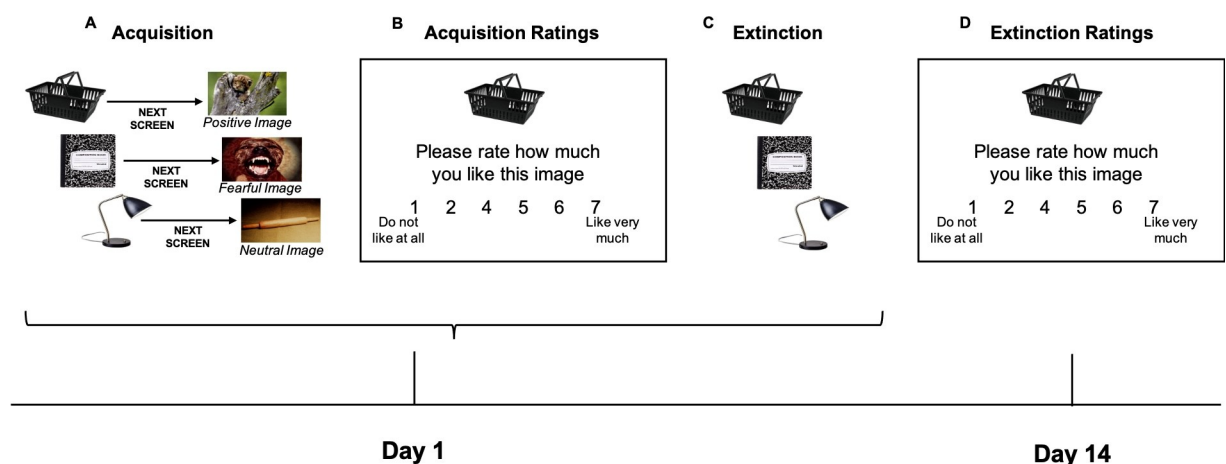 A Acquisition
NEXT
SCREEN
Positive Image
NEXT
SCREEN
Fearful Image
NEXT
SCREEN
Neutral Image
B Acquisition Ratings
Please rate how much
you like this image
1 2 4 5 6 7
Do not
like at all
Like very
much
C Extinction
D Extinction Ratings
Please rate how much
you like this image
1 2 4 5 6 7
Do not
like at all
Like very
much
Day 1
Day 14